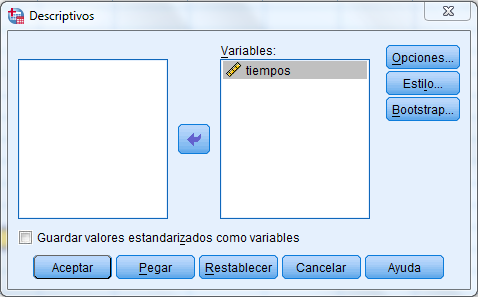 Descriptivos
Variables:
tiempos
Opciones...
Estilo...
Bootstrap...
Guardar valores estandarizados como variables
Aceptar
Pegar
Restablecer
Cancelar
Ayuda